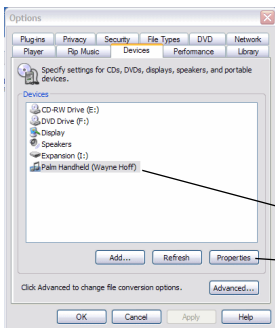 Options
Plug-ins Privacy Security File Types DVD Network
Player Rip Music Devices Performance Library
Specify settings for CDs, DVDs, displays, speakers, and portable
devices.
Devices
CD-RW Drive (E:)
DVD Drive (F:)
Display
Speakers
Expansion (I:)
Palm Handheld (Wayne Hoff)
Add... Refresh Properties
Click Advanced to change file conversion options. Advanced...
OK Cancel Apply Help